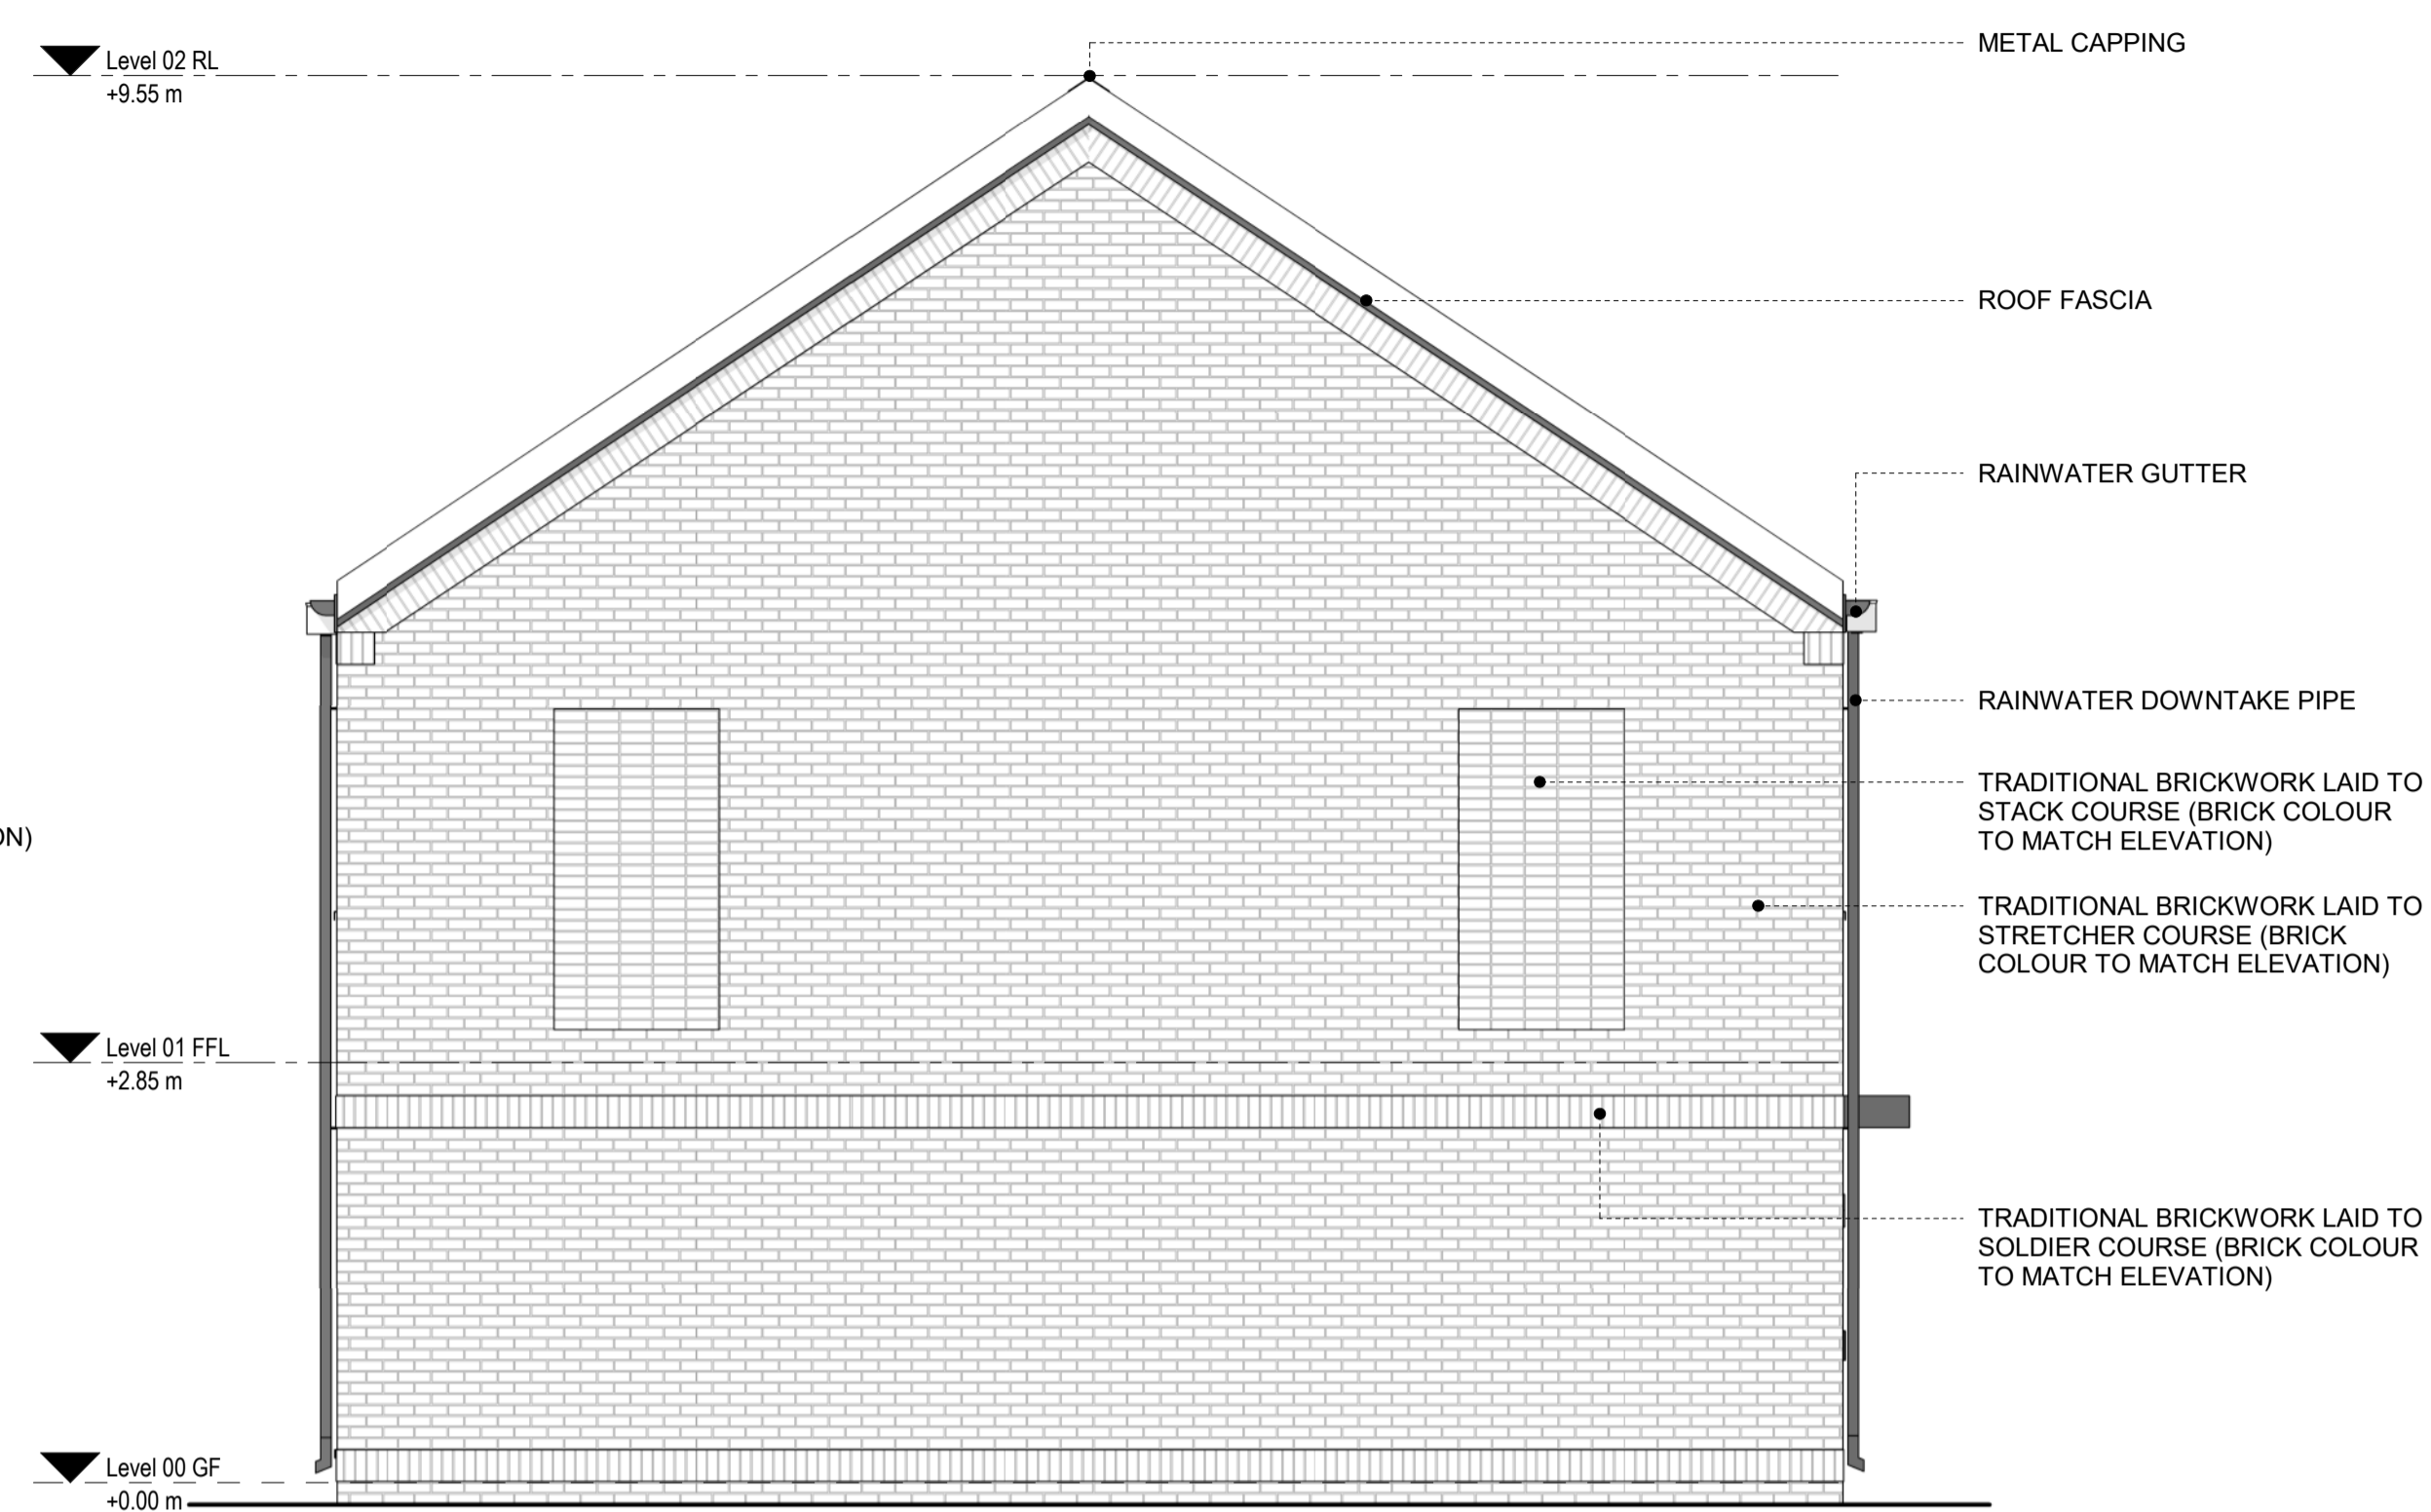 Level 02 RL
+9.55 m
METAL CAPPING
ROOF FASCIA
RAINWATER GUTTER
RAINWATER DOWNTAKE PIPE
TRADITIONAL BRICKWORK LAID TO
STACK COURSE (BRICK COLOUR
TO MATCH ELEVATION)
ON)
TRADITIONAL BRICKWORK LAID TO
STRETCHER COURSE (BRICK
COLOUR TO MATCH ELEVATION)
Level 01 FFL
+2.85 m
TRADITIONAL BRICKWORK LAID TO
SOLDIER COURSE (BRICK COLOUR
TO MATCH ELEVATION)
Level 00 GF
+0.00 m